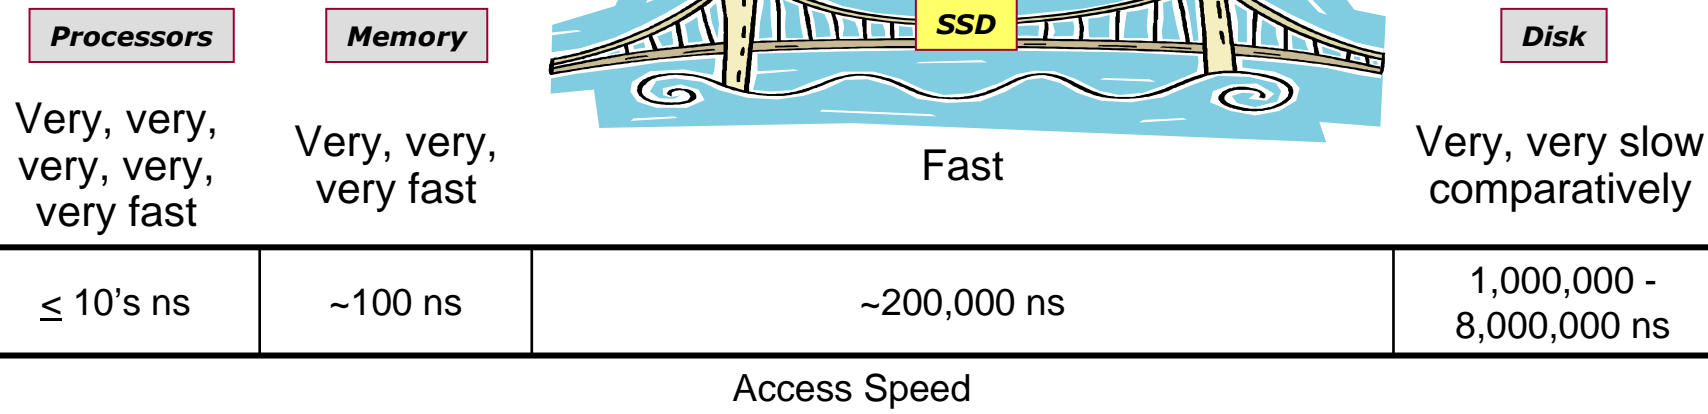 Processors
Memory
SSD
Disk
Very, very,
very, very,
very fast
Very, very,
very fast
Fast
Very, very slow
comparatively
≤ 10's ns
~100 ns
~200,000 ns
1,000,000 -
8,000,000 ns
Access Speed